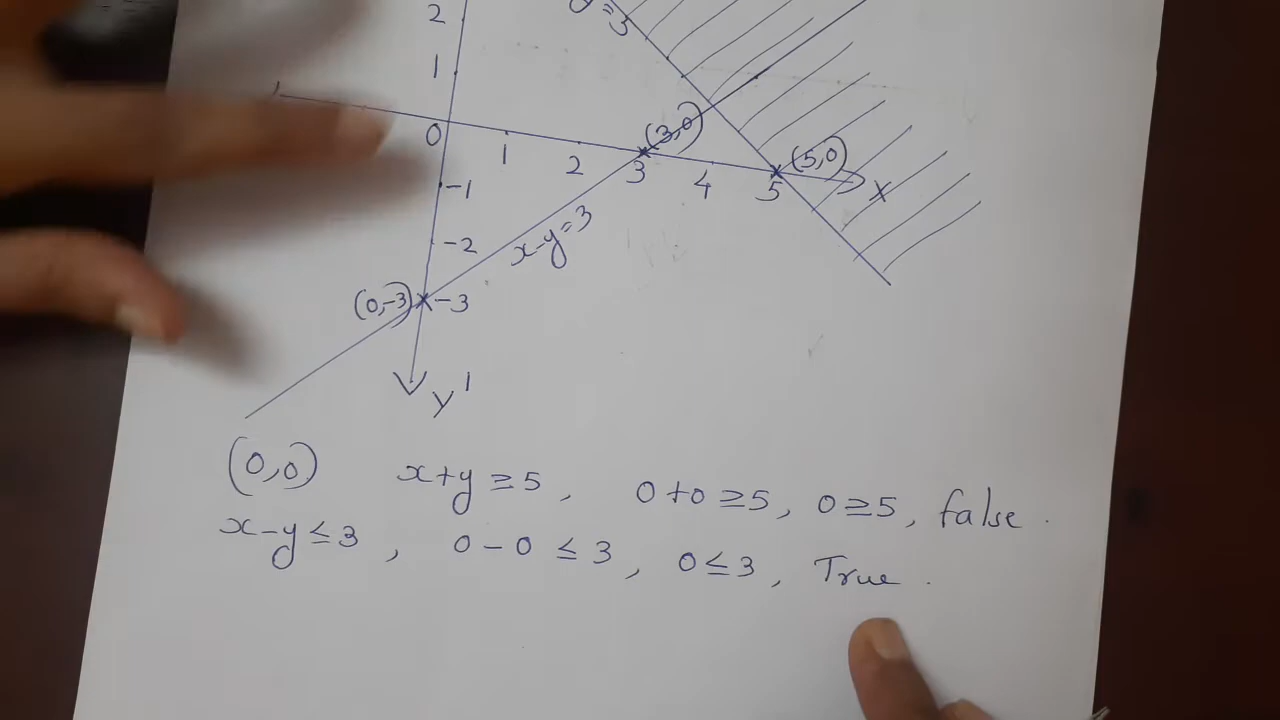 2
y=3
1
0
1
2
3
(3,0)
4
5
(5,0)
X
-1
-2
x-y=3
(0,-3)
-3
Y'
(0,0) x+y≥5, 0+0≥5, 0≥5, false.
x-y≤3, 0-0≤3, 0≤3, True.